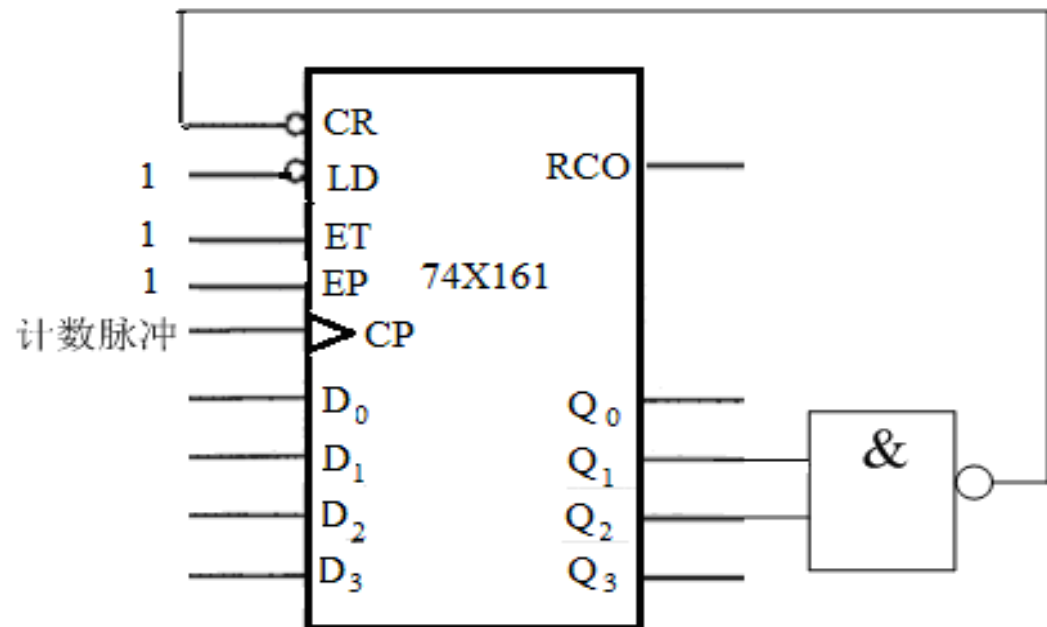 CR
1 LD RCO
1 ET
1 EP 74X161
计数脉冲 CP
D0 Q0
D1 Q1 &
D2 Q2
D3 Q3